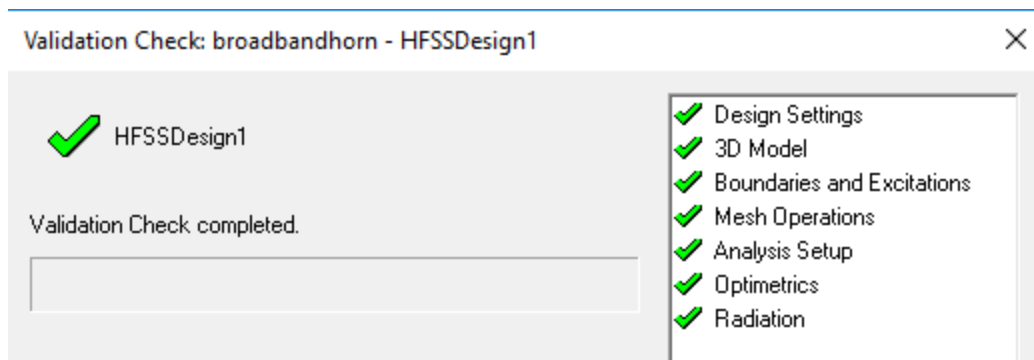 Validation Check: broadbandhorn - HFSSDesign1
HFSSDesign1
Validation Check completed.
Design Settings
3D Model
Boundaries and Excitations
Mesh Operations
Analysis Setup
Optimetrics
Radiation